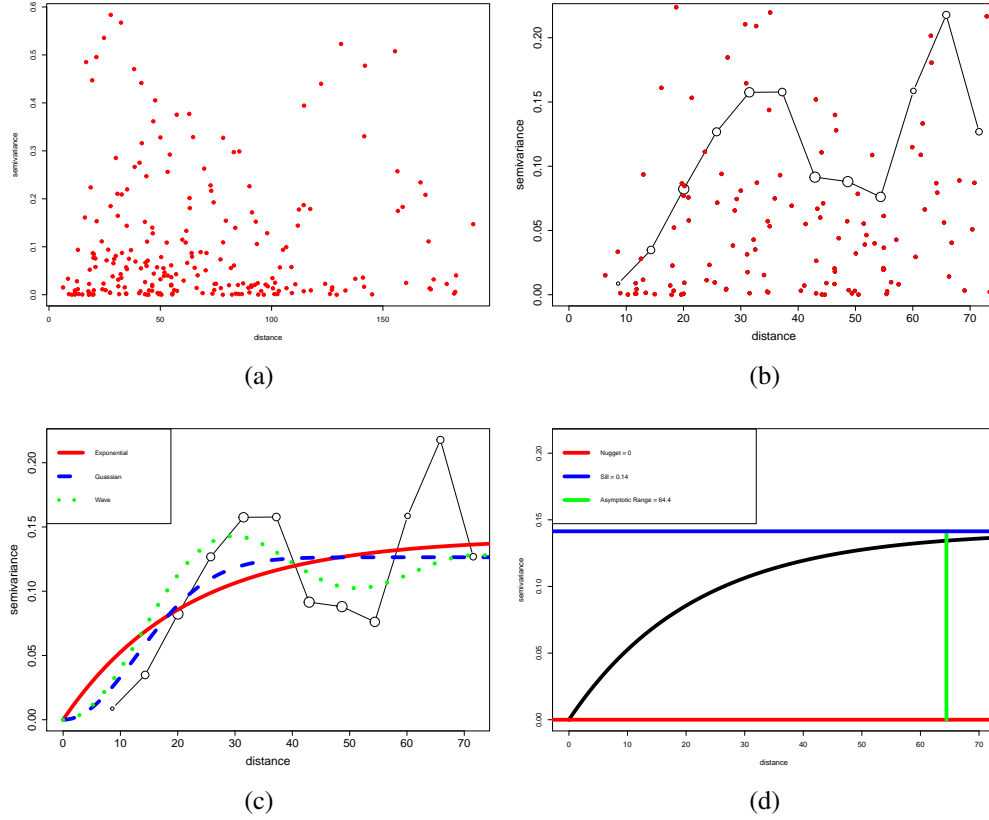 0.0 0.1 0.2 0.3 0.4 0.5 0.6
semivariance
0 50 100 150
distance
(a)
0.00 0.05 0.10 0.15 0.20
semivariance
0 10 20 30 40 50 60 70
distance
(b)
Exponential
Guassian
Wave
0.00 0.05 0.10 0.15 0.20
semivariance
0 10 20 30 40 50 60 70
distance
(c)
Nugget = 0
Sill = 0.14
Asymptotic Range = 64.4
0.00 0.05 0.10 0.15 0.20
semivariance
0 10 20 30 40 50 60 70
distance
(d)